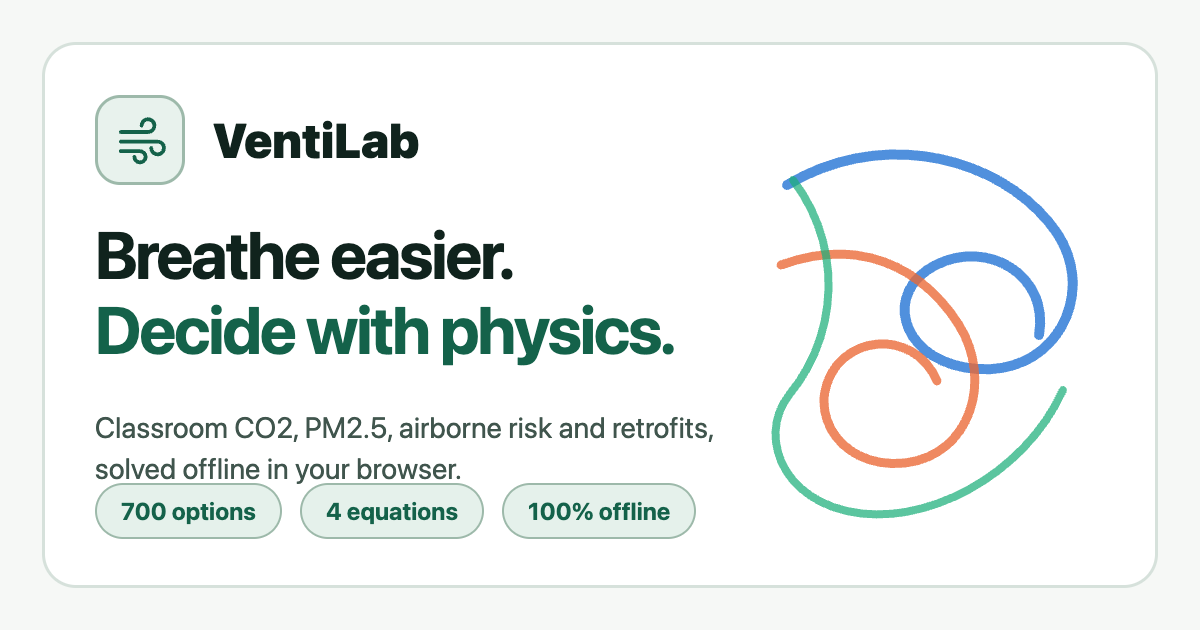 VentiLab
Breathe easier.
Decide with physics.
Classroom CO2, PM2.5, airborne risk and retrofits,
solved offline in your browser.
700 options
4 equations
100% offline